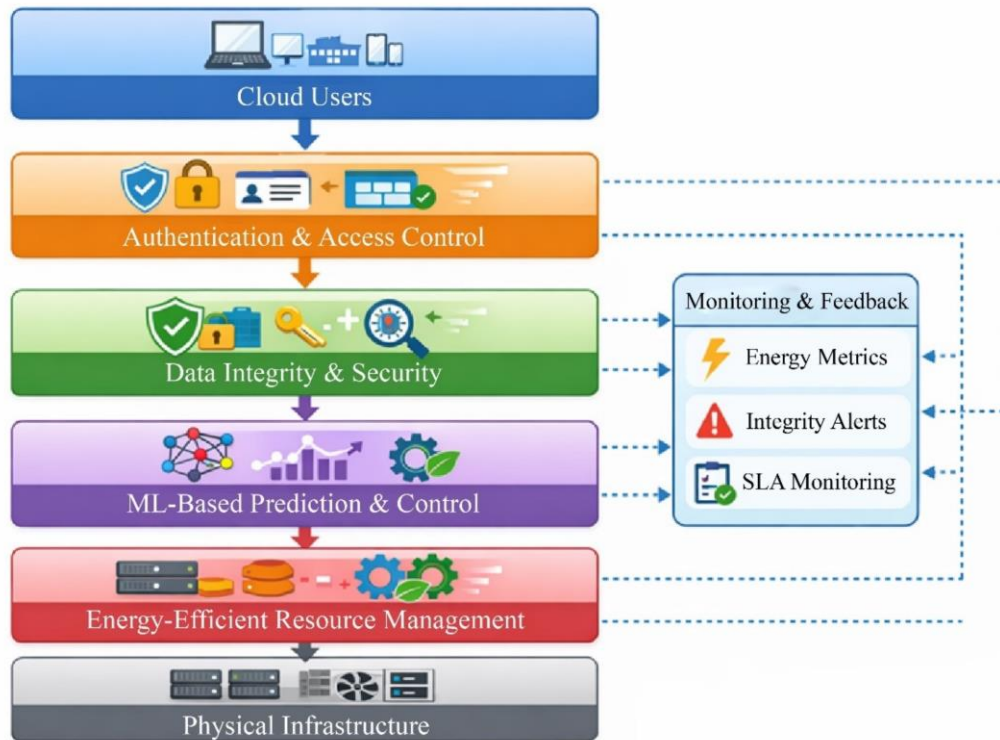 Cloud Users
Authentication & Access Control
Data Integrity & Security
ML-Based Prediction & Control
Energy-Efficient Resource Management
Physical Infrastructure
Monitoring & Feedback
Energy Metrics
Integrity Alerts
SLA Monitoring